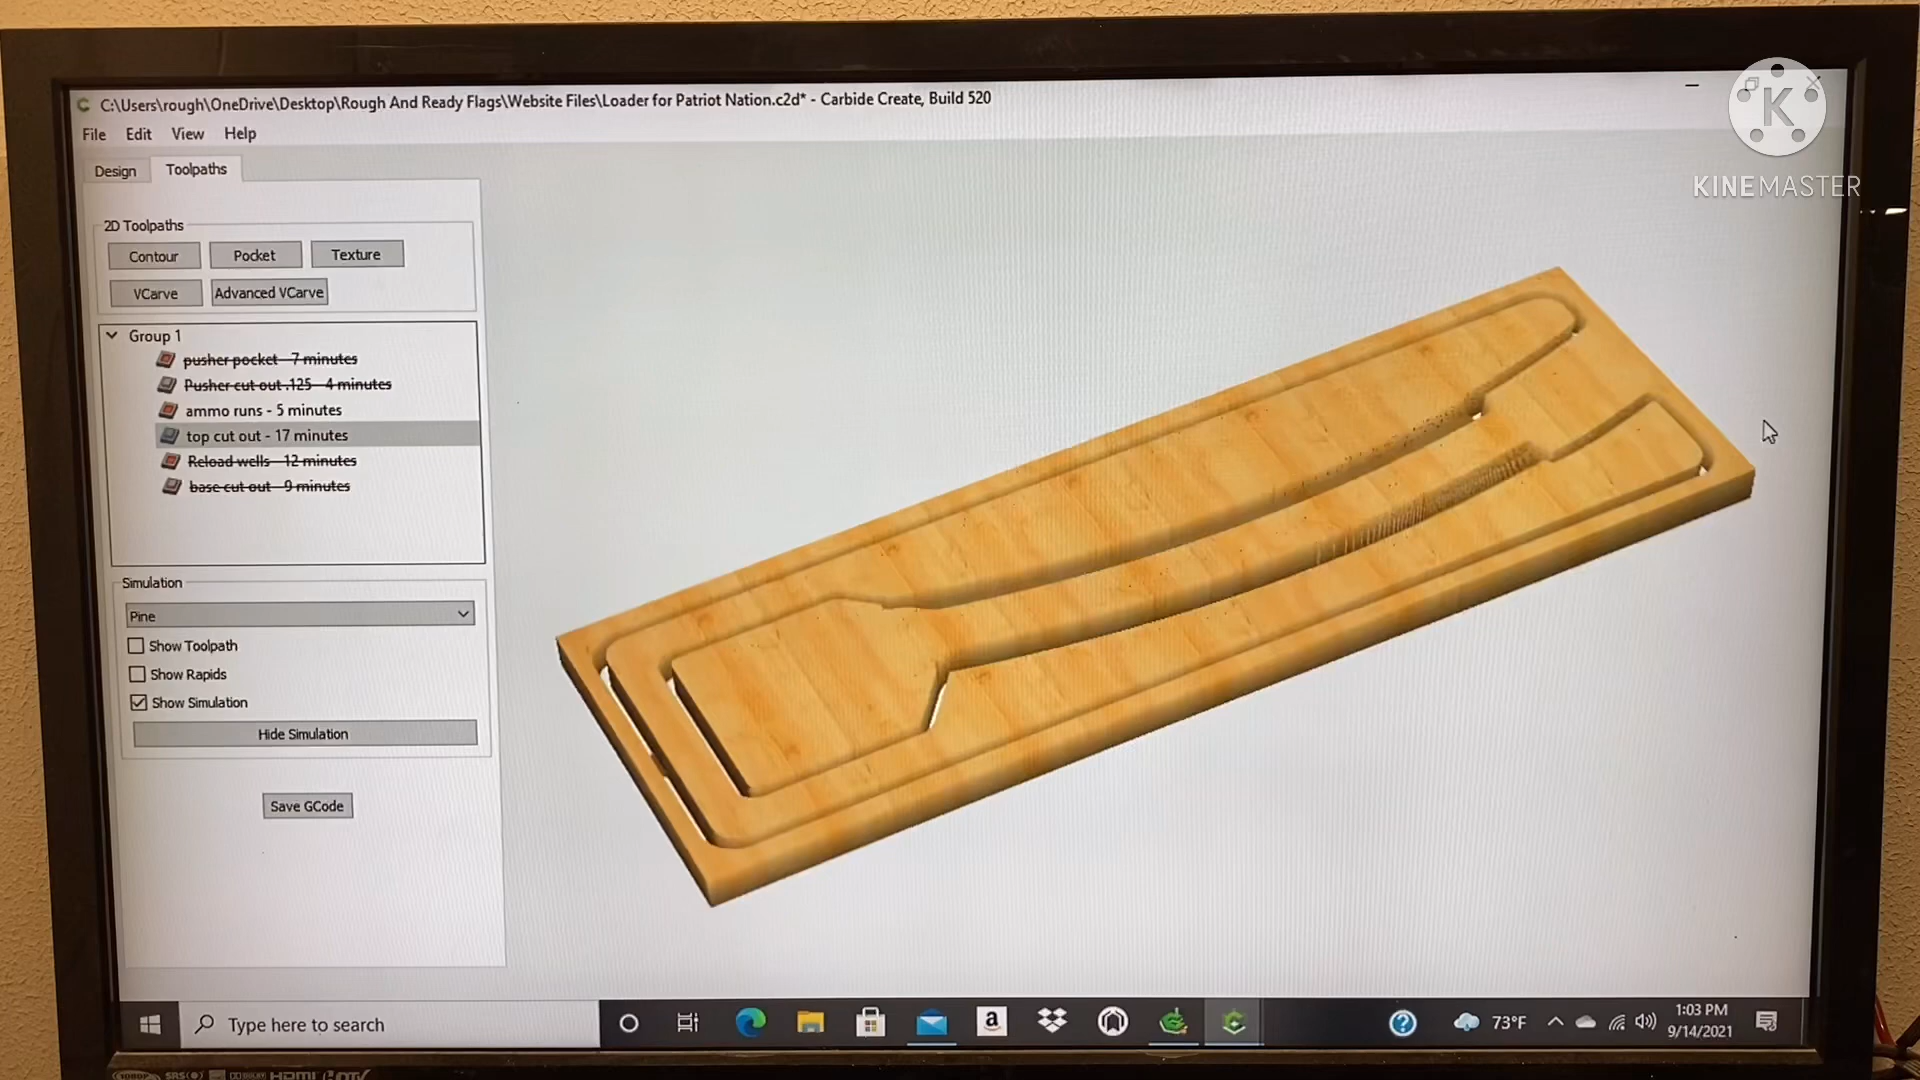 C:\Users\rough\OneDrive\Desktop\Rough And Ready Flags\Website Files\Loader for Patriot Nation.c2d* - Carbide Create, Build 520
File Edit View Help
KINEMASTER
Design Toolpaths
2D Toolpaths
Contour Pocket Texture
VCarve Advanced VCarve
Group 1
pusher pocket - 7 minutes
Pusher cut out .125 - 4 minutes
ammo runs - 5 minutes
top cut out - 17 minutes
Reload wells - 12 minutes
base cut out - 9 minutes
Simulation
Pine
Show Toolpath
Show Rapids
Show Simulation
Hide Simulation
Save GCode
Type here to search
73°F
1:03 PM
9/14/2021
1080P SRS HDMI